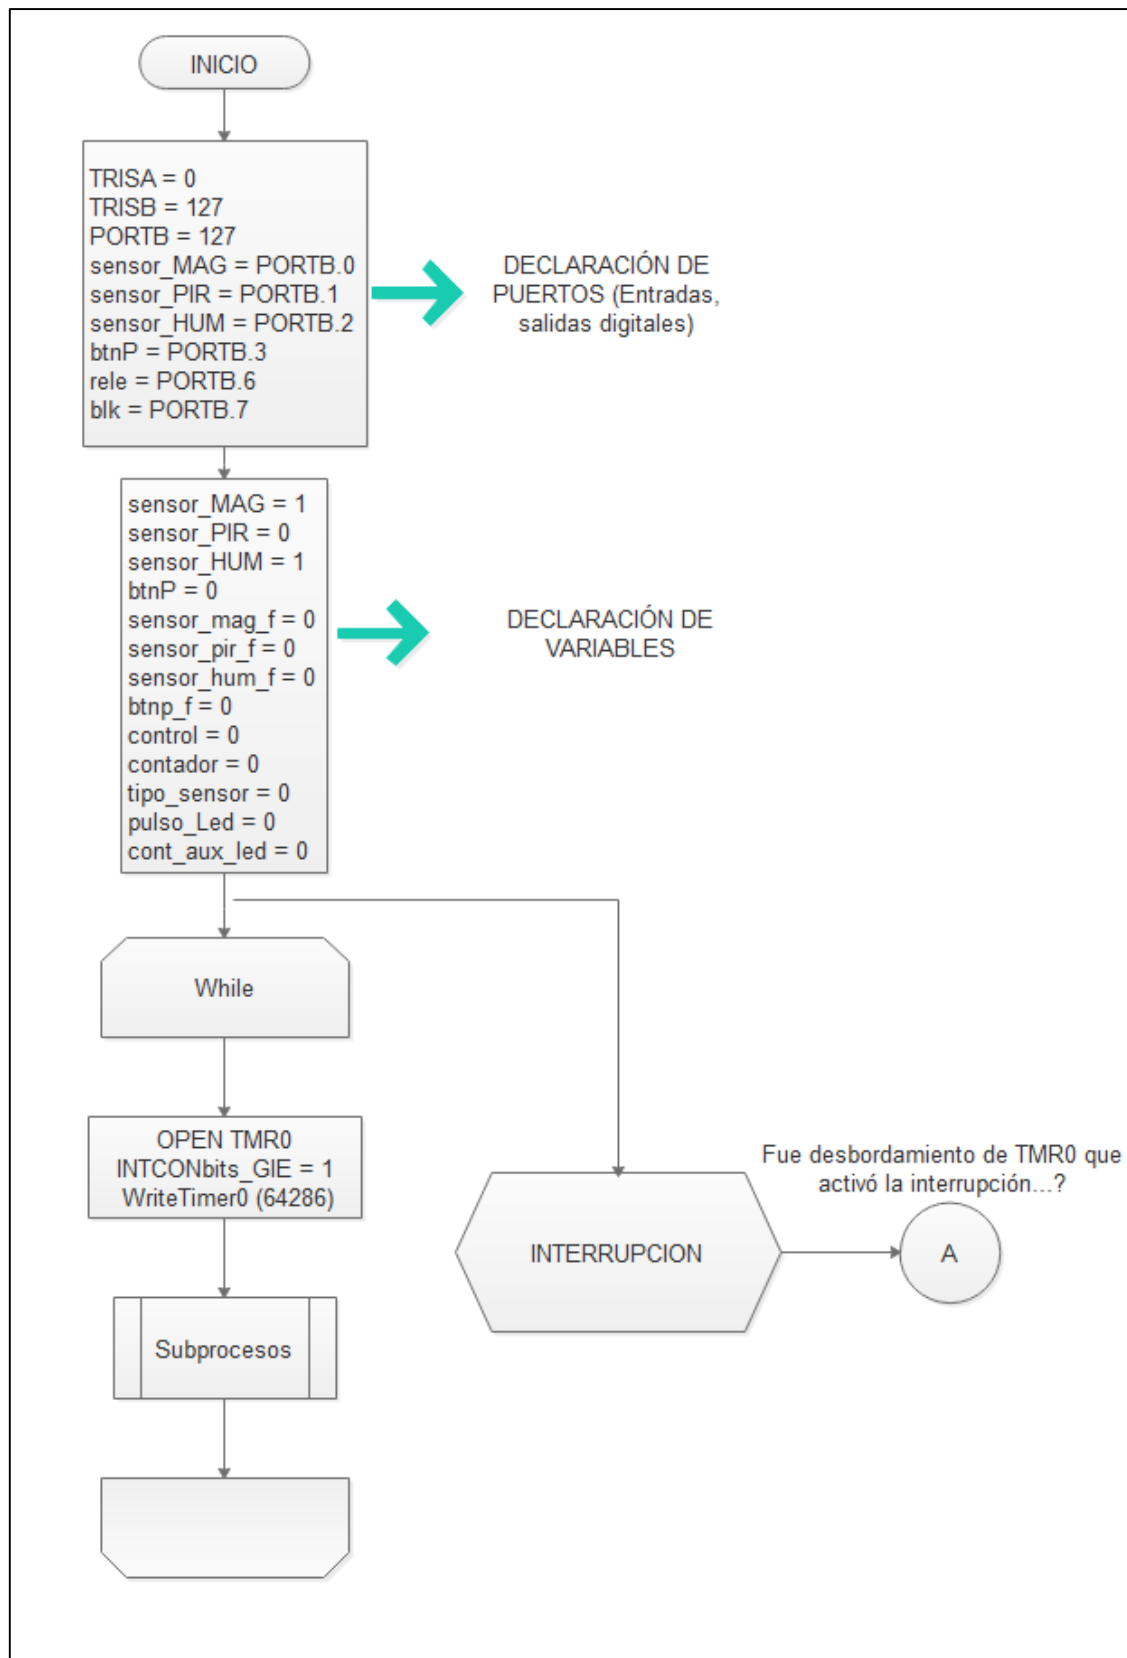 INICIO
TRISA = 0
TRISB = 127
PORTB = 127
sensor_MAG = PORTB.0
sensor_PIR = PORTB.1
sensor_HUM = PORTB.2
btnP = PORTB.3
rele = PORTB.6
blk = PORTB.7
DECLARACIÓN DE
PUERTOS (Entradas,
salidas digitales)
sensor_MAG = 1
sensor_PIR = 0
sensor_HUM = 1
btnP = 0
sensor_mag_f = 0
sensor_pir_f = 0
sensor_hum_f = 0
btnp_f = 0
control = 0
contador = 0
tipo_sensor = 0
pulso_Led = 0
cont_aux_led = 0
DECLARACIÓN DE
VARIABLES
While
OPEN TMR0
INTCONbits_GIE = 1
WriteTimer0 (64286)
Subprocesos
INTERRUPCION
Fue desbordamiento de TMR0 que
activó la interrupción...?
A